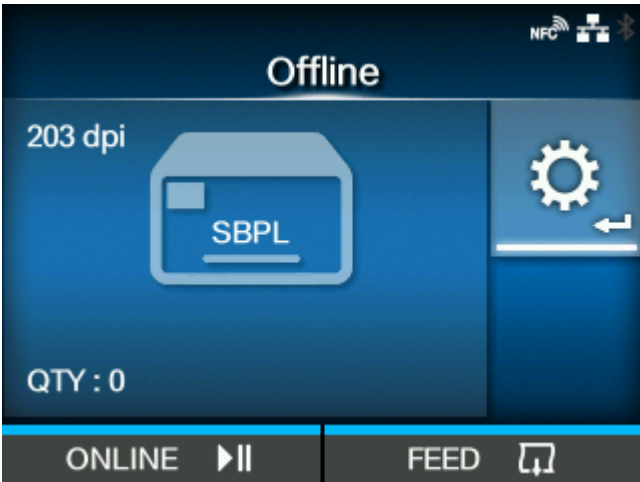 NFC
Offline
203 dpi
SBPL
QTY : 0
ONLINE
FEED